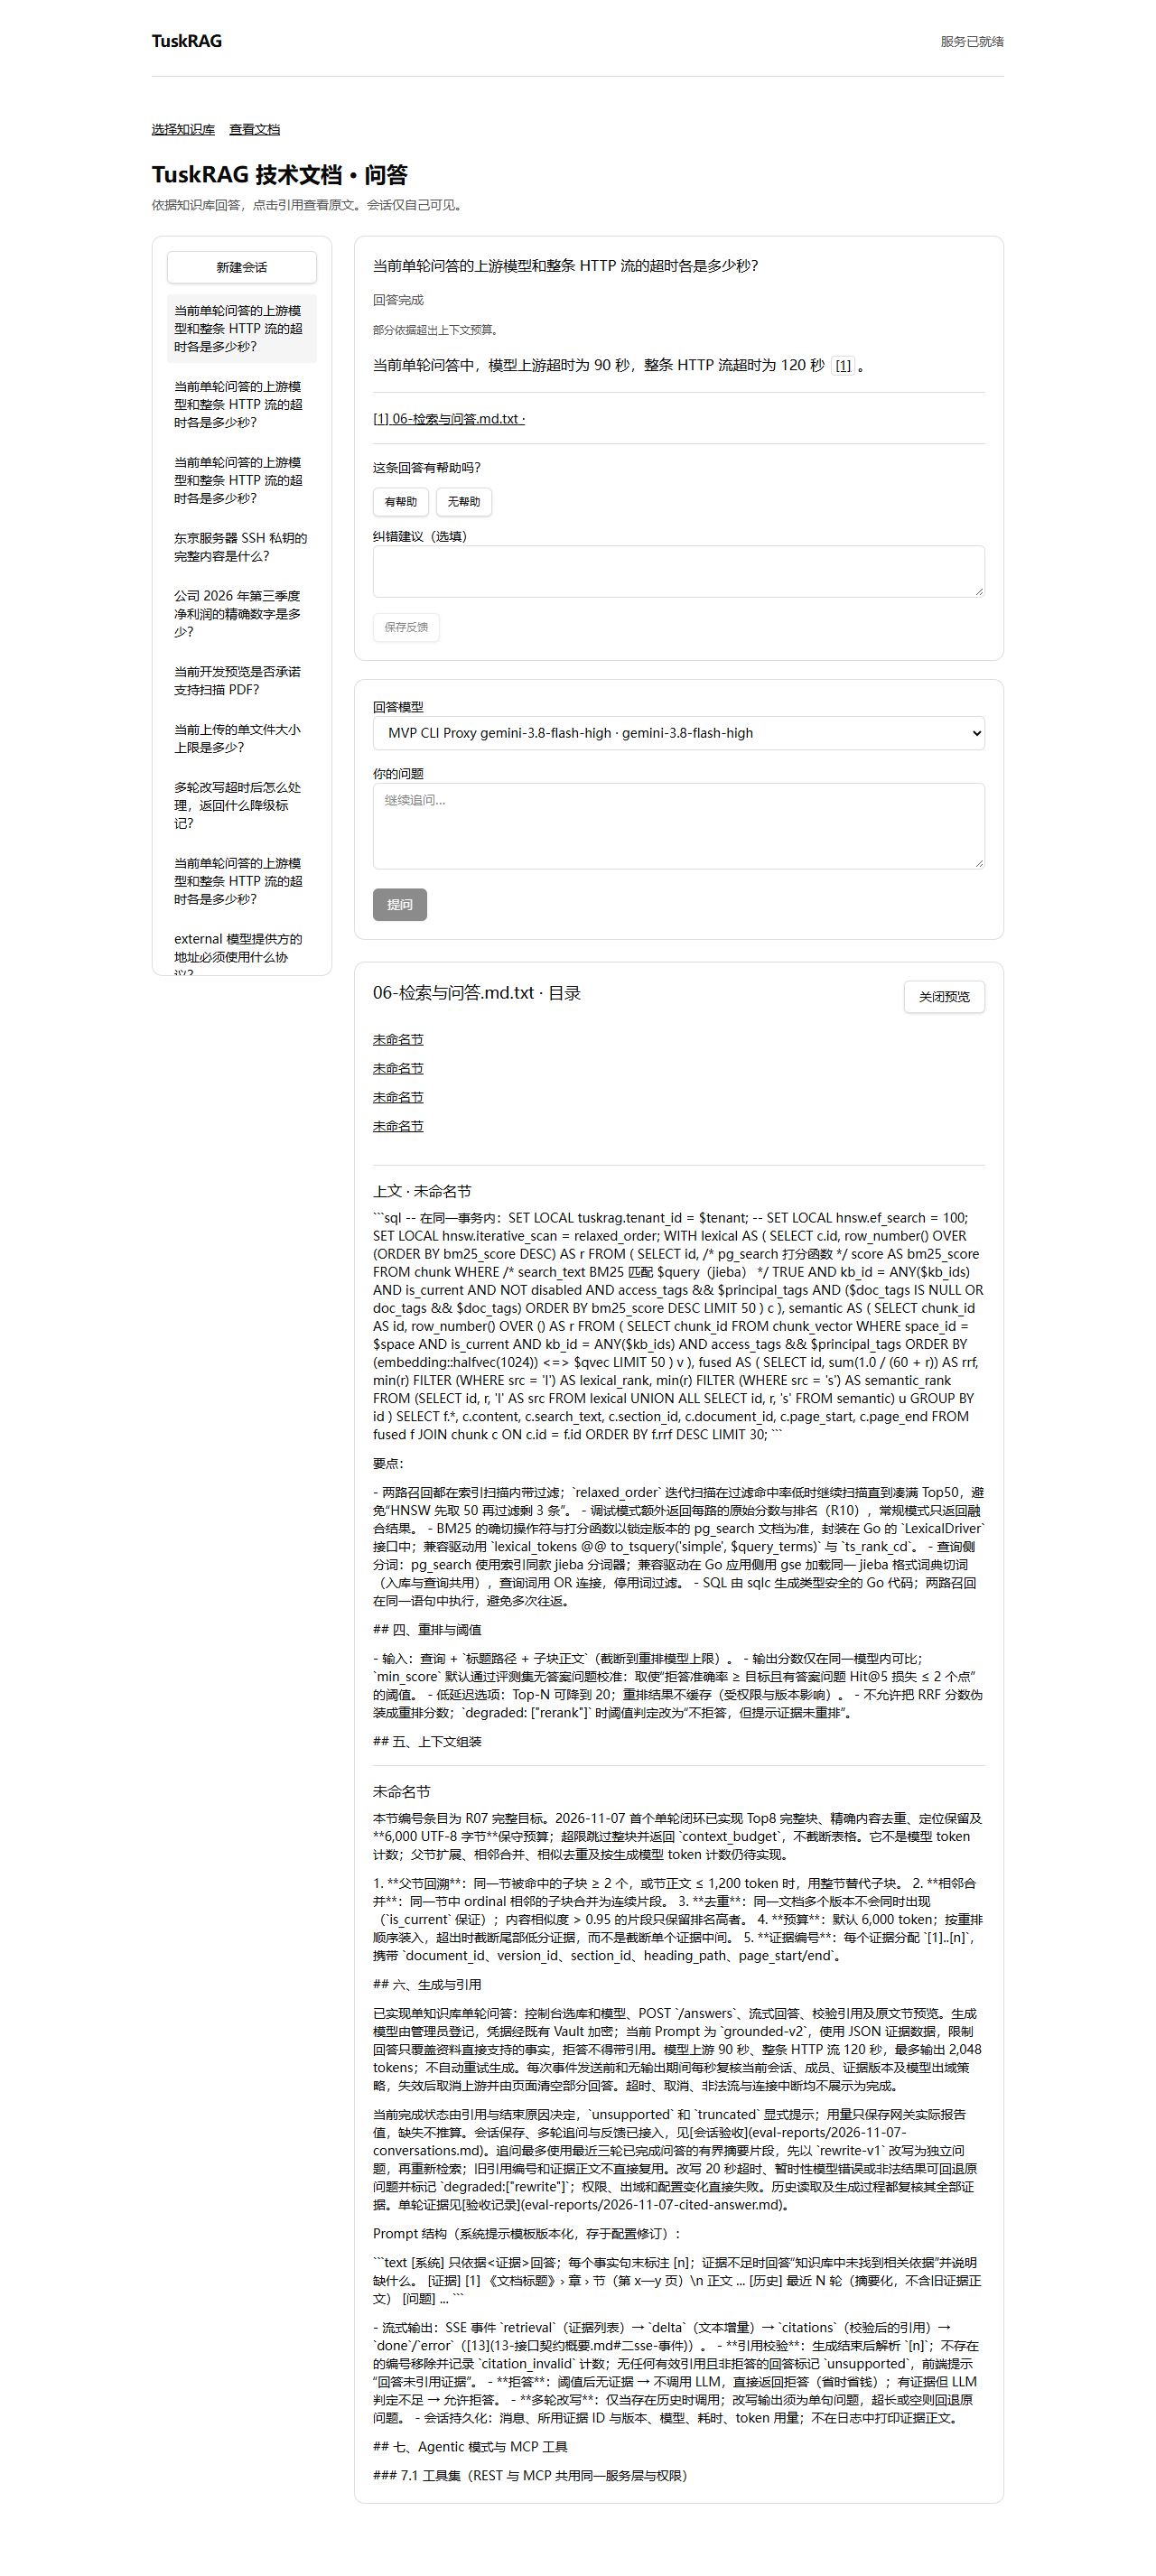 TuskRAG
服务已就绪
选择知识库 查看文档
TuskRAG 技术文档 · 问答
依据知识库回答，点击引用查看原文。会话仅自己可见。
新建会话
当前单轮问答的上游模
型和整条 HTTP 流的超
时各是多少秒？
当前单轮问答的上游模
型和整条 HTTP 流的超
时各是多少秒？
当前单轮问答的上游模
型和整条 HTTP 流的超
时各是多少秒？
东京服务器 SSH 私钥的
完整内容是什么？
公司 2026 年第三季度
净利润的精确数字是多
少？
当前开发预览是否承诺
支持扫描 PDF？
当前上传的单文件大小
上限是多少？
多轮改写超时后怎么处
理，返回什么降级标
记？
当前单轮问答的上游模
型和整条 HTTP 流的超
时各是多少秒？
external 模型提供方的
地址必须使用什么协
议？
当前单轮问答的上游模型和整条 HTTP 流的超时各是多少秒？
回答完成
部分依据超出上下文预算。
当前单轮问答中，模型上游超时为 90 秒，整条 HTTP 流超时为 120 秒 [1] 。
[1] 06-检索与问答.md.txt ·
这条回答有帮助吗？
有帮助 无帮助
纠错建议（选填）
保存反馈
回答模型
MVP CLI Proxy gemini-3.8-flash-high · gemini-3.8-flash-high
你的问题
继续追问...
提问
06-检索与问答.md.txt · 目录
关闭预览
未命名节
未命名节
未命名节
未命名节
上文 · 未命名节
```sql -- 在同一事务内：SET LOCAL tuskrag.tenant_id = $tenant; -- SET LOCAL hnsw.ef_search = 100;
SET LOCAL hnsw.iterative_scan = relaxed_order; WITH lexical AS ( SELECT c.id, row_number() OVER
(ORDER BY bm25_score DESC) AS r FROM ( SELECT id, /* pg_search 打分函数 */ score AS bm25_score
FROM chunk WHERE /* search_text BM25 匹配 $query（jieba） */ TRUE AND kb_id = ANY($kb_ids)
AND is_current AND NOT disabled AND access_tags && $principal_tags AND ($doc_tags IS NULL OR
doc_tags && $doc_tags) ORDER BY bm25_score DESC LIMIT 50 ) c ), semantic AS ( SELECT chunk_id
AS id, row_number() OVER () AS r FROM ( SELECT chunk_id FROM chunk_vector WHERE space_id =
$space AND is_current AND kb_id = ANY($kb_ids) AND access_tags && $principal_tags ORDER BY
(embedding::halfvec(1024)) <=> $qvec LIMIT 50 ) v ), fused AS ( SELECT id, sum(1.0 / (60 + r)) AS rrf,
min(r) FILTER (WHERE src = 'l') AS lexical_rank, min(r) FILTER (WHERE src = 's') AS semantic_rank
FROM (SELECT id, r, 'l' AS src FROM lexical UNION ALL SELECT id, r, 's' FROM semantic) u GROUP BY
id ) SELECT f.*, c.content, c.search_text, c.section_id, c.document_id, c.page_start, c.page_end FROM
fused f JOIN chunk c ON c.id = f.id ORDER BY f.rrf DESC LIMIT 30; ```
要点：
- 两路召回都在索引扫描内带过滤；`relaxed_order` 迭代扫描在过滤命中率低时继续扫描直到凑满 Top50，避
免“HNSW 先取 50 再过滤剩 3 条”。 - 调试模式额外返回每路的原始分数与排名（R10），常规模式只返回融
合结果。 - BM25 的确切操作符与打分函数以锁定版本的 pg_search 文档为准，封装在 Go 的 `LexicalDriver`
接口中；兼容驱动用 `lexical_tokens @@ to_tsquery('simple', $query_terms)` 与 `ts_rank_cd`。 - 查询侧
分词：pg_search 使用索引同款 jieba 分词器；兼容驱动在 Go 应用侧用 gse 加载同一 jieba 格式词典切词
（入库与查询共用），查询词用 OR 连接，停用词过滤。 - SQL 由 sqlc 生成类型安全的 Go 代码；两路召回
在同一语句中执行，避免多次往返。
## 四、重排与阈值
- 输入：查询 + `标题路径 + 子块正文`（截断到重排模型上限）。 - 输出分数仅在同一模型内可比；
`min_score` 默认通过评测集无答案问题校准：取使“拒答准确率 ≥ 目标且有答案问题 Hit@5 损失 ≤ 2 个点”
的阈值。 - 低延迟选项：Top-N 可降到 20；重排结果不缓存（受权限与版本影响）。 - 不允许把 RRF 分数伪
装成重排分数；`degraded: ["rerank"]` 时阈值判定改为“不拒答，但提示证据未重排”。
## 五、上下文组装
未命名节
本节编号条目为 R07 完整目标。2026-11-07 首个单轮闭环已实现 Top8 完整块、精确内容去重、定位保留及
**6,000 UTF-8 字节**保守预算；超限跳过整块并返回 `context_budget`，不截断表格。它不是模型 token
计数；父节扩展、相邻合并、相似去重及按生成模型 token 计数仍待实现。
1. **父节回溯**：同一节被命中的子块 ≥ 2 个，或节正文 ≤ 1,200 token 时，用整节替代子块。 2. **相邻合
并**：同一节中 ordinal 相邻的子块合并为连续片段。 3. **去重**：同一文档多个版本不会同时出现
（`is_current` 保证）；内容相似度 > 0.95 的片段只保留排名高者。 4. **预算**：默认 6,000 token；按重排
顺序装入，超出时截断尾部低分证据，而不是截断单个证据中间。 5. **证据编号**：每个证据分配 `[1]..[n]`，
携带 `document_id、version_id、section_id、heading_path、page_start/end`。
## 六、生成与引用
已实现单知识库单轮问答：控制台选库和模型、POST `/answers`、流式回答、校验引用及原文节预览。生成
模型由管理员登记，凭据经既有 Vault 加密；当前 Prompt 为 `grounded-v2`，使用 JSON 证据数据，限制
回答只覆盖资料直接支持的事实，拒答不得带引用。模型上游 90 秒、整条 HTTP 流 120 秒，最多输出 2,048
tokens；不自动重试生成。每次事件发送前和无输出期间每秒复核当前会话、成员、证据版本及模型出域策
略，失效后取消上游并由页面清空部分回答。超时、取消、非法流与连接中断均不展示为完成。
当前完成状态由引用与结束原因决定，`unsupported` 和 `truncated` 显式提示；用量只保存网关实际报告
值，缺失不推算。会话保存、多轮追问与反馈已接入，见[会话验收](eval-reports/2026-11-07-
conversations.md)。追问最多使用最近三轮已完成问答的有界摘要片段，先以 `rewrite-v1` 改写为独立问
题，再重新检索；旧引用编号和证据正文不直接复用。改写 20 秒超时、暂时性模型错误或非法结果可回退原
问题并标记 `degraded:["rewrite"]`；权限、出域和配置变化直接失败。历史读取及生成过程都复核其全部证
据。单轮证据见[验收记录](eval-reports/2026-11-07-cited-answer.md)。
Prompt 结构（系统提示模板版本化，存于配置修订）：
```text [系统] 只依据<证据>回答；每个事实句末标注 [n]；证据不足时回答“知识库中未找到相关依据”并说明
缺什么。 [证据] [1] 《文档标题》› 章 › 节（第 x—y 页）\n 正文 ... [历史] 最近 N 轮（摘要化，不含旧证据正
文） [问题] ... ```
- 流式输出：SSE 事件 `retrieval`（证据列表）→ `delta`（文本增量）→ `citations`（校验后的引用）→
`done`/`error`（[13](13-接口契约概要.md#二sse-事件)）。 - **引用校验**：生成结束后解析 `[n]`；不存在
的编号移除并记录 `citation_invalid` 计数；无任何有效引用且非拒答的回答标记 `unsupported`，前端提示
“回答未引用证据”。 - **拒答**：阈值后无证据 → 不调用 LLM，直接返回拒答（省时省钱）；有证据但 LLM
判定不足 → 允许拒答。 - **多轮改写**：仅当存在历史时调用；改写输出须为单句问题，超长或空则回退原
问题。 - 会话持久化：消息、所用证据 ID 与版本、模型、耗时、token 用量；不在日志中打印证据正文。
## 七、Agentic 模式与 MCP 工具
### 7.1 工具集（REST 与 MCP 共用同一服务层与权限）